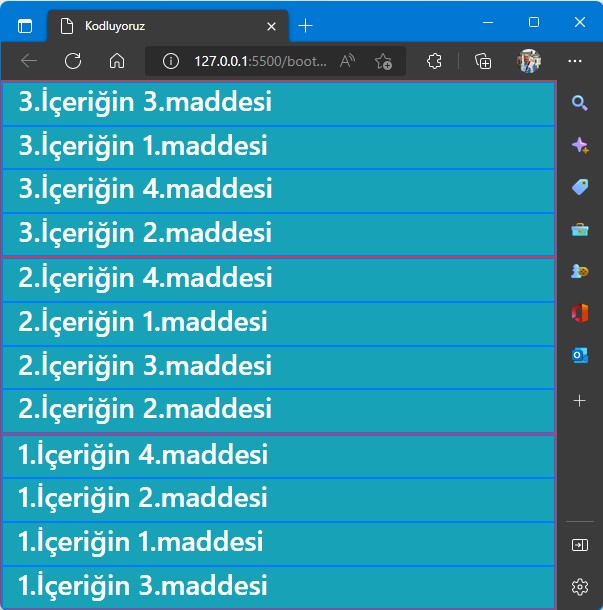 Kodluyoruz
127.0.0.1:5500/boot...
3.İçeriğin 3.maddesi
3.İçeriğin 1.maddesi
3.İçeriğin 4.maddesi
3.İçeriğin 2.maddesi
2.İçeriğin 4.maddesi
2.İçeriğin 1.maddesi
2.İçeriğin 3.maddesi
2.İçeriğin 2.maddesi
1.İçeriğin 4.maddesi
1.İçeriğin 2.maddesi
1.İçeriğin 1.maddesi
1.İçeriğin 3.maddesi